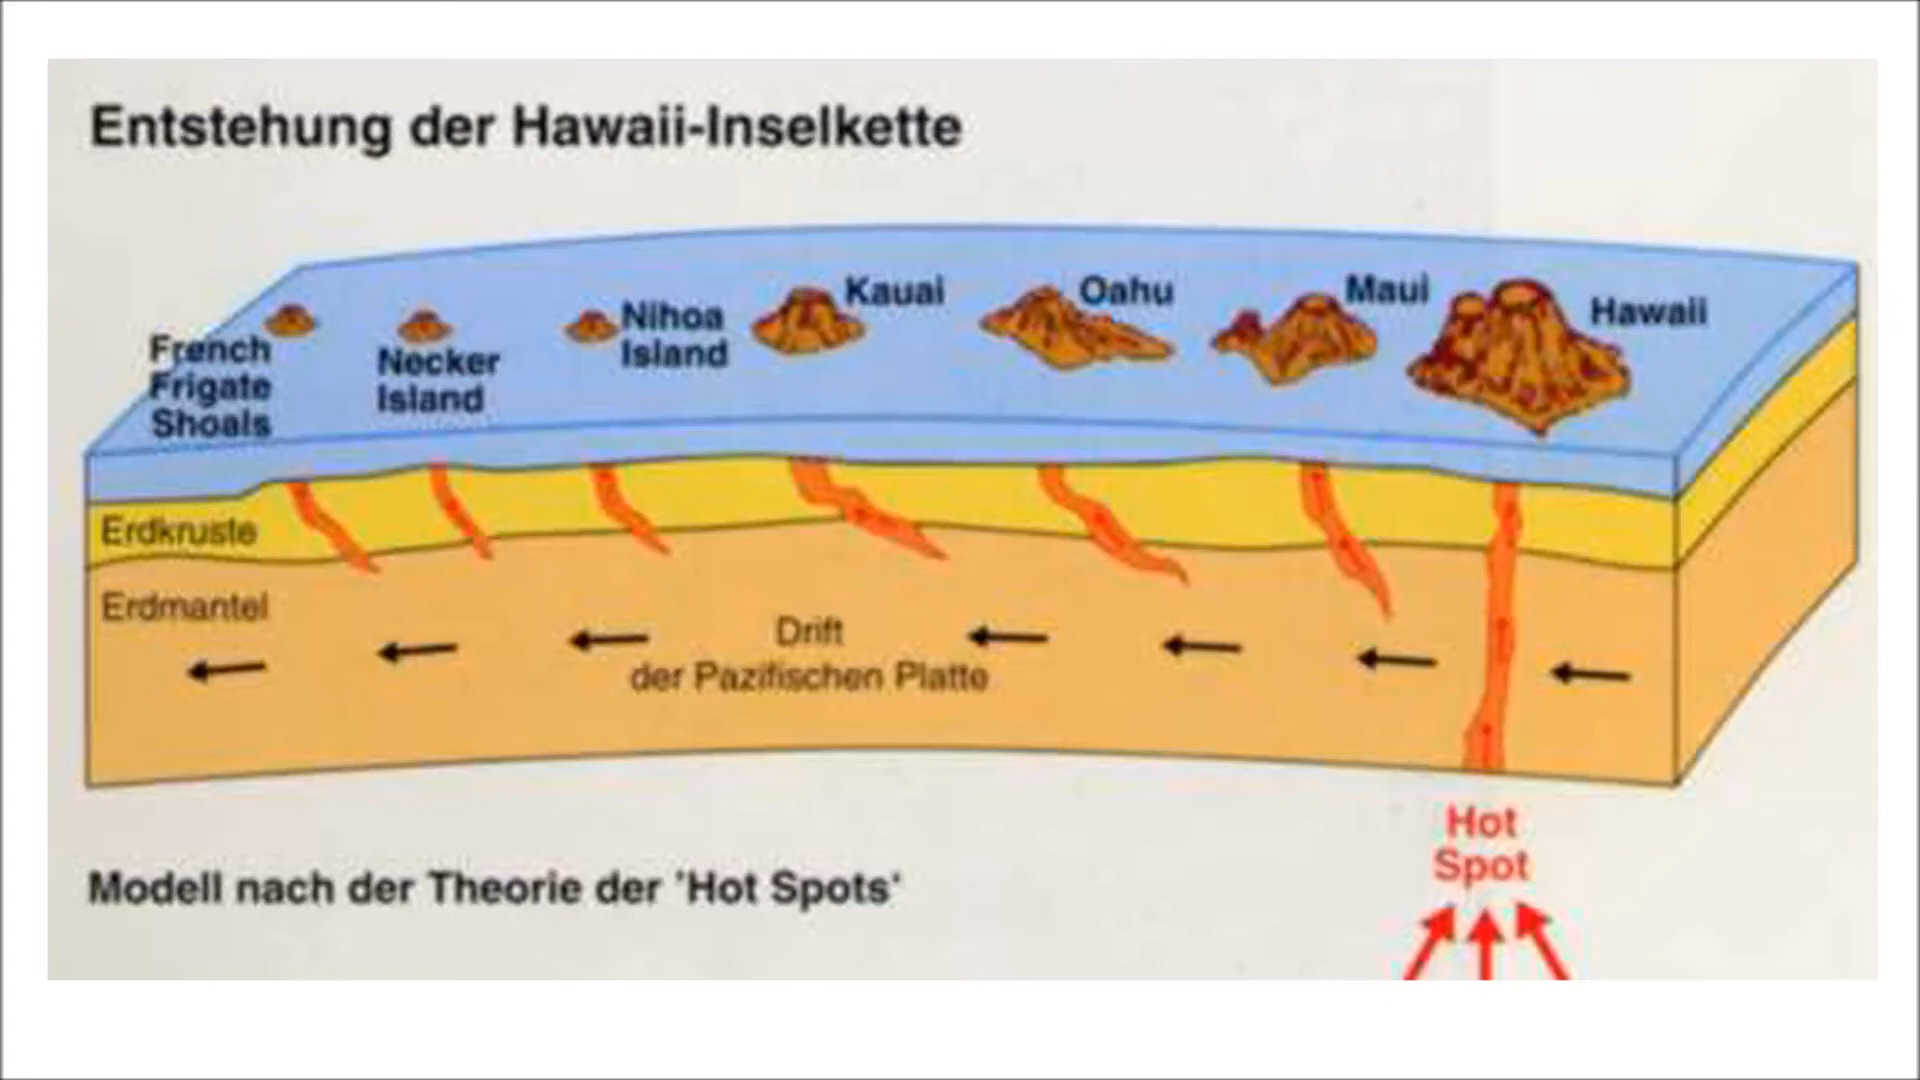 Entstehung der Hawaii-Inselkette
Kauai
Oahu
Maui
Hawaii
Nihoa
Island
French
Frigate
Shoals
Necker
Island
Erdkruste
Erdmantel
Drift
der Pazifischen Platte
Hot
Spot
Modell nach der Theorie der 'Hot Spots'